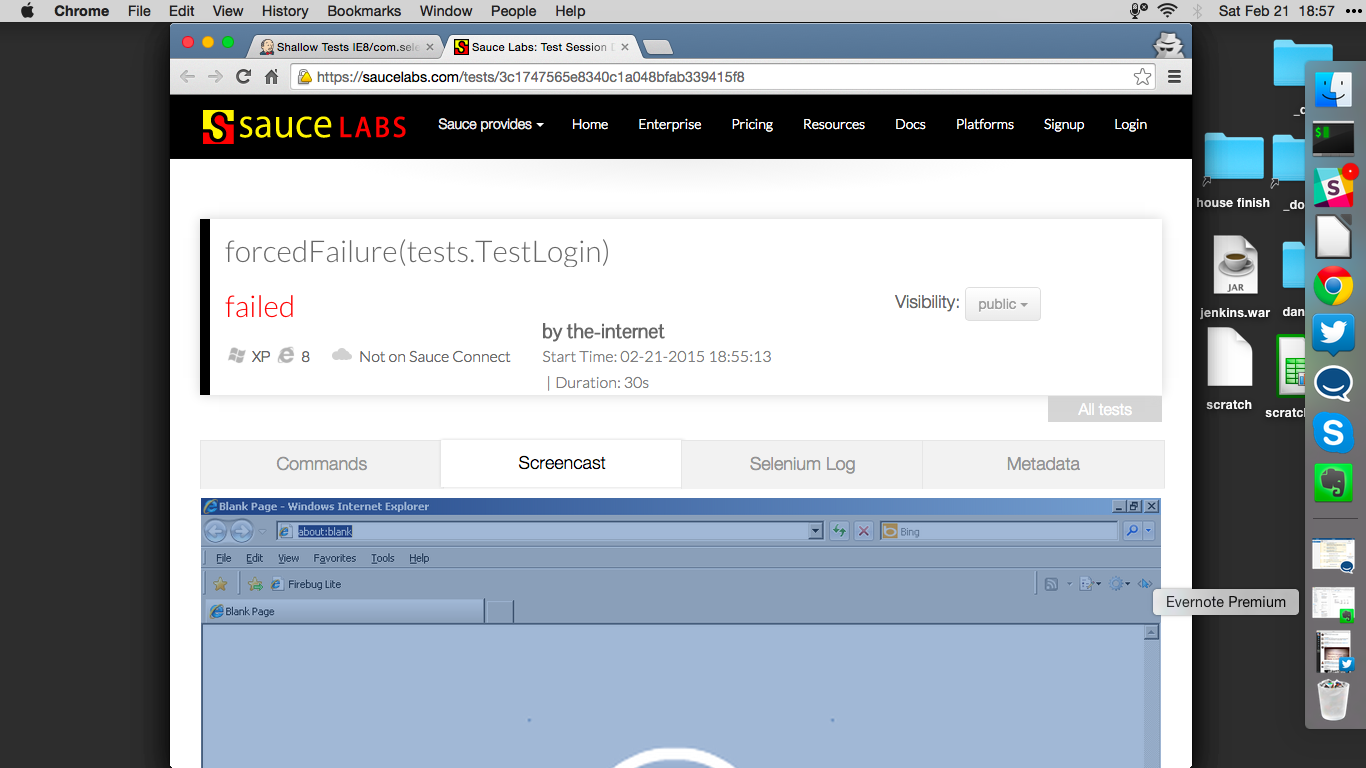 Chrome File Edit View History Bookmarks Window People Help Sat Feb 21 18:57
Shallow Tests IE8/com.sele
Sauce Labs: Test Session
https://saucelabs.com/tests/3c1747565e8340c1a048bfab339415f8
sauce LABS
Sauce provides Home Enterprise Pricing Resources Docs Platforms Signup Login
forcedFailure(tests.TestLogin)
failed
Visibility: public
by the-internet
XP 8 Not on Sauce Connect
Start Time: 02-21-2015 18:55:13
| Duration: 30s
All tests
Commands Screencast Selenium Log Metadata
Blank Page - Windows Internet Explorer
about:blank
Bing
File Edit View Favorites Tools Help
Firebug Lite
Blank Page
Evernote Premium
house finish
_do
JAR
jenkins.war
dan
scratch
scratc